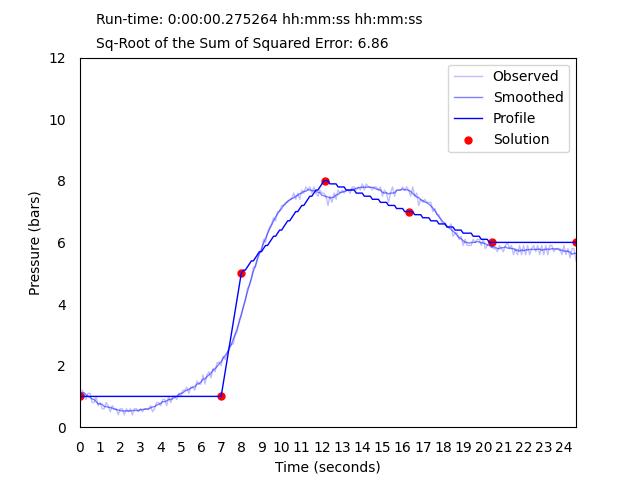 Run-time: 0:00:00.275264 hh:mm:ss hh:mm:ss
Sq-Root of the Sum of Squared Error: 6.86
12
10
8
6
4
2
0
Pressure (bars)
Observed
Smoothed
Profile
Solution
0 1 2 3 4 5 6 7 8 9 10 11 12 13 14 15 16 17 18 19 20 21 22 23 24
Time (seconds)